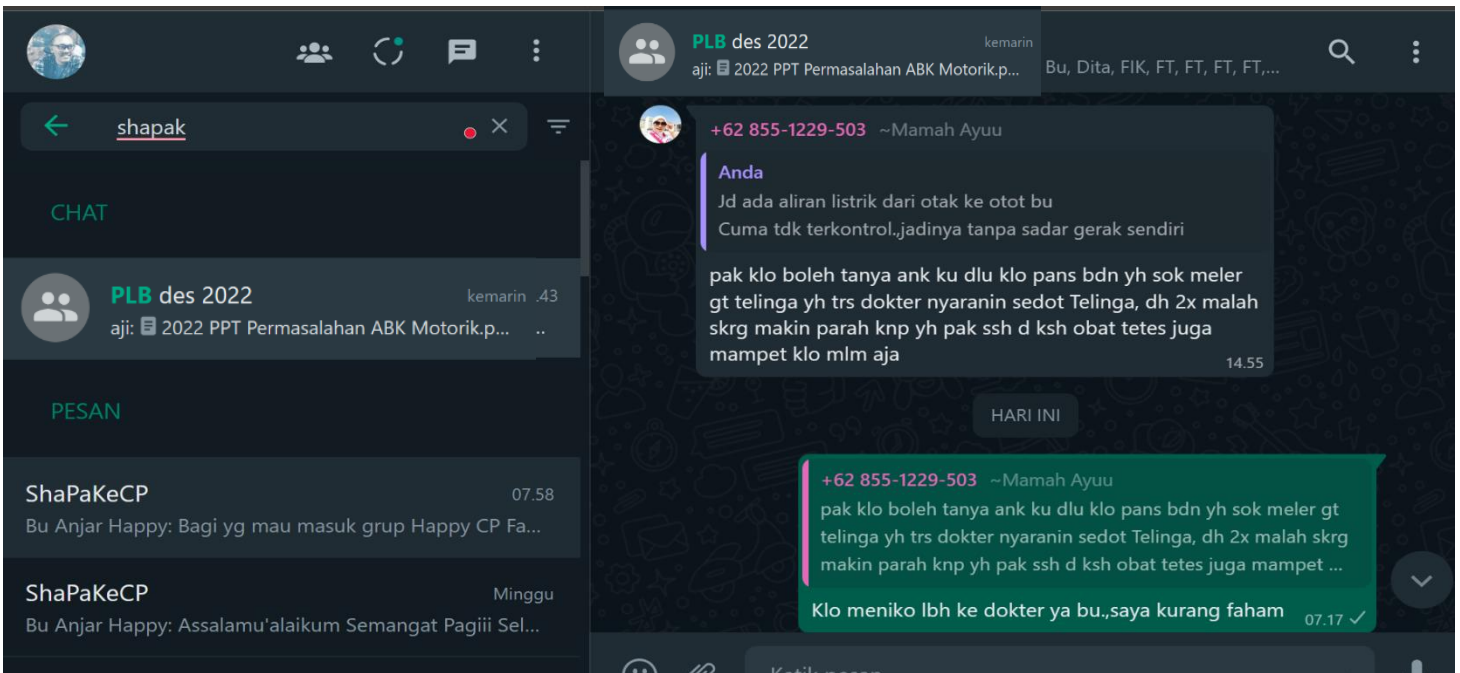 shapak
CHAT
PLB des 2022
kemarin .43
aji: 2022 PPT Permasalahan ABK Motorik.p... ..
PESAN
ShaPaKeCP
07.58
Bu Anjar Happy: Bagi yg mau masuk grup Happy CP Fa...
ShaPaKeCP
Minggu
Bu Anjar Happy: Assalamu'alaikum Semangat Pagiii Sel...
PLB des 2022
kemarin
aji: 2022 PPT Permasalahan ABK Motorik.p...
Bu, Dita, FIK, FT, FT, FT, FT,...
+62 855-1229-503 ~Mamah Ayuu
Anda
Jd ada aliran listrik dari otak ke otot bu
Cuma tdk terkontrol.,jadinya tanpa sadar gerak sendiri
pak klo boleh tanya ank ku dlu klo pans bdn yh sok meler
gt telinga yh trs dokter nyaranin sedot Telinga, dh 2x malah
skrg makin parah knp yh pak ssh d ksh obat tetes juga
mampet klo mlm aja
14.55
HARI INI
+62 855-1229-503 ~Mamah Ayuu
pak klo boleh tanya ank ku dlu klo pans bdn yh sok meler gt
telinga yh trs dokter nyaranin sedot Telinga, dh 2x malah skrg
makin parah knp yh pak ssh d ksh obat tetes juga mampet ...
Klo meniko lbh ke dokter ya bu.,saya kurang faham
07.17